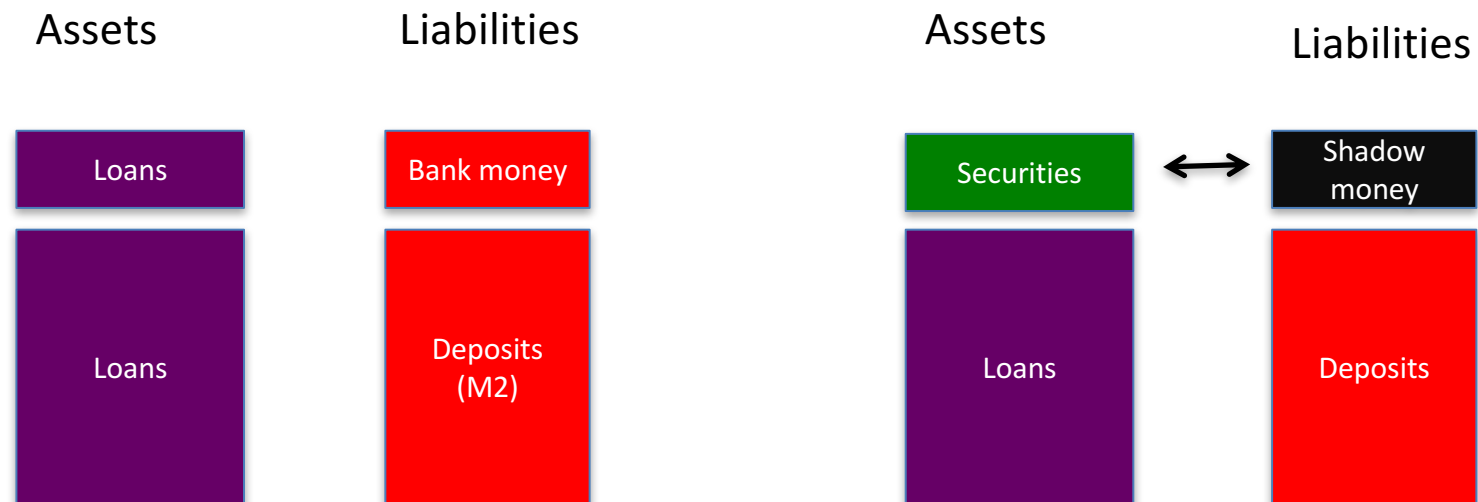 Assets
Liabilities
Loans
Bank money
Loans
Deposits
(M2)
Assets
Liabilities
Securities
Shadow
money
Loans
Deposits